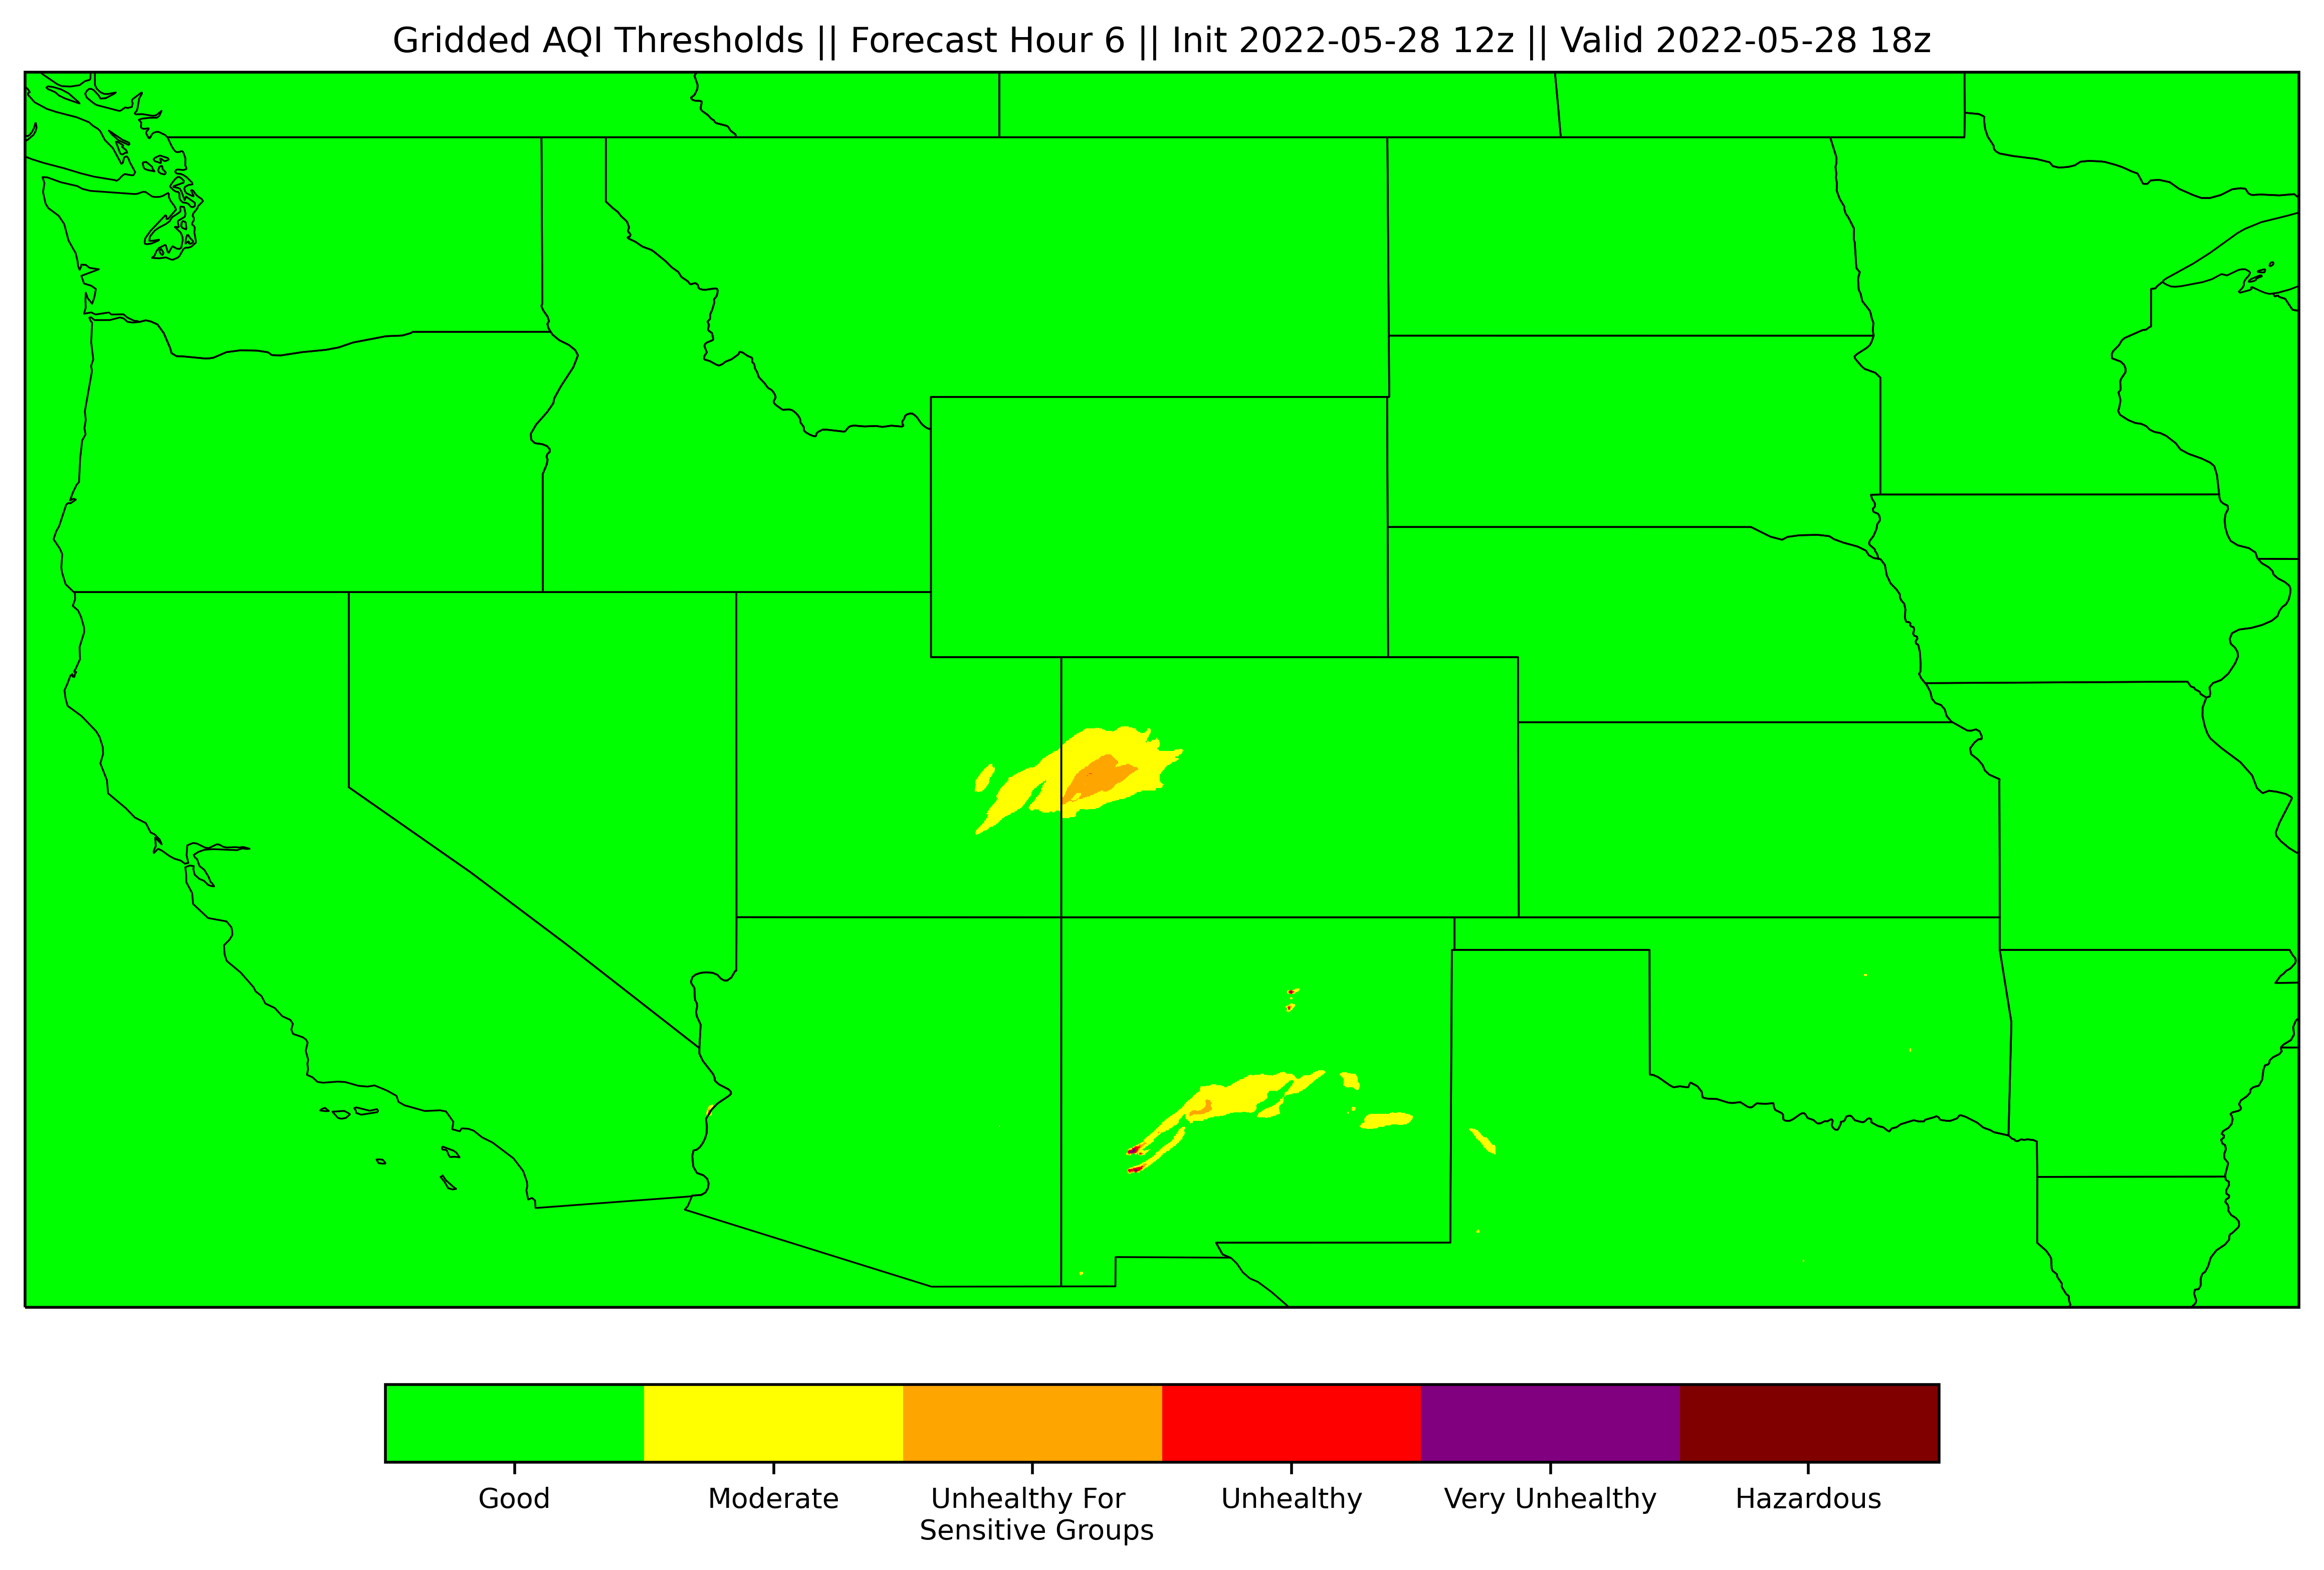 Gridded AQI Thresholds || Forecast Hour 6 || Init 2022-05-28 12z || Valid 2022-05-28 18z
Good
Moderate
Unhealthy For
Sensitive Groups
Unhealthy
Very Unhealthy
Hazardous